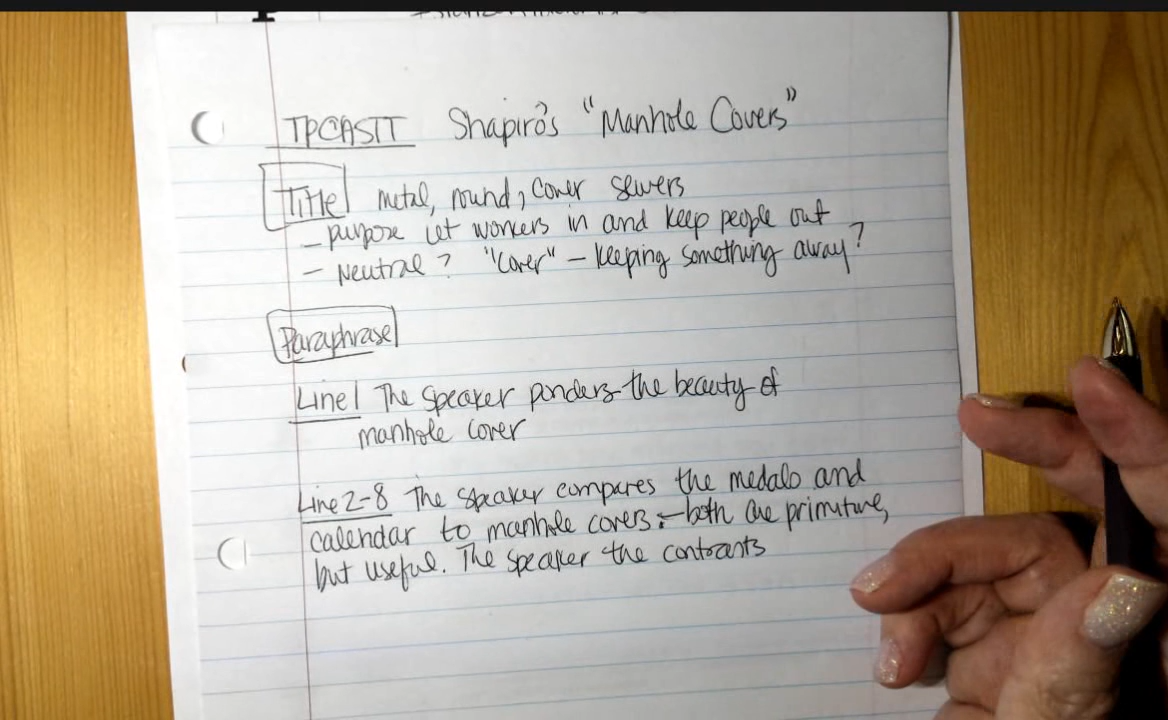 TPCASTT Shapiro's "Manhole Covers"
Title metal, round, cover sewers
- purpose let workers in and keep people out
- Neutral? "Cover" - keeping something away?
Paraphrase
Line 1 The speaker ponders the beauty of
manhole cover
Line 2-8 The speaker compares the medals and
calendar to manhole covers - both are primitive,
but useful. The speaker the contrasts